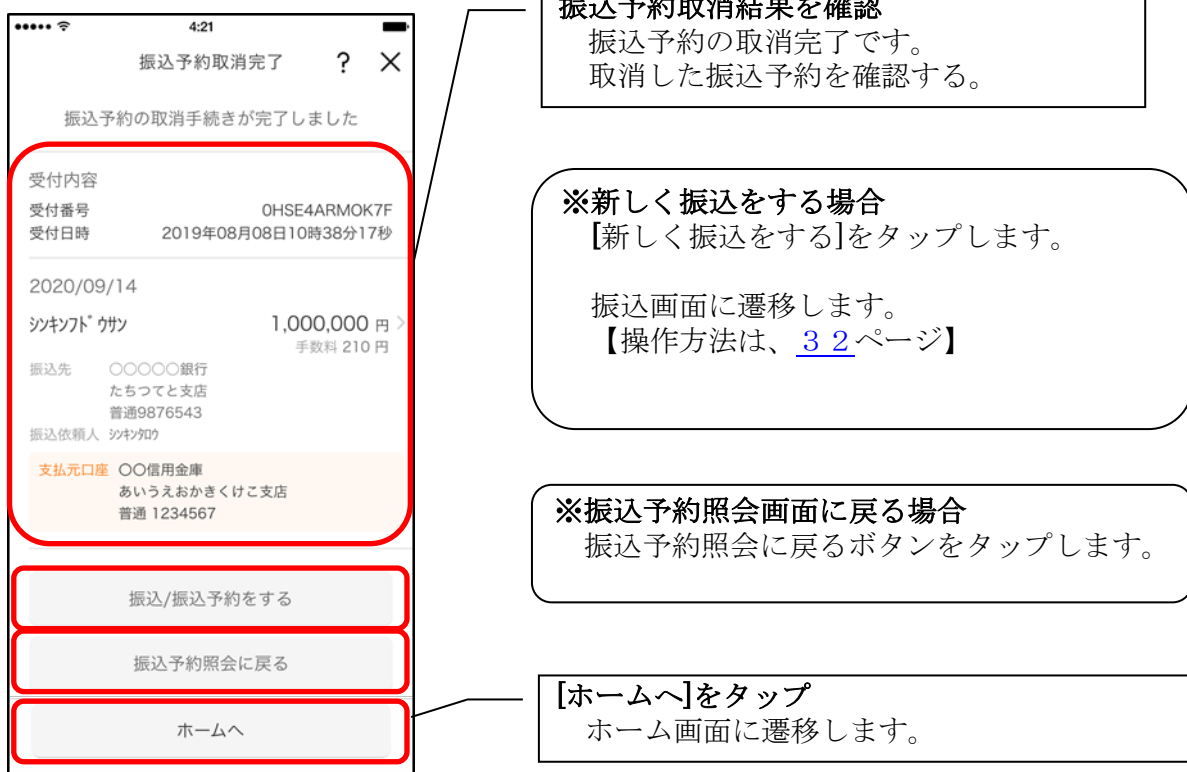 4:21
振込予約取消完了 ? ×
振込予約の取消手続きが完了しました
受付内容
受付番号 0HSE4ARMOK7F
受付日時 2019年08月08日10時38分17秒
2020/09/14
ｼﾝｷﾝﾌﾄﾞｳｻﾝ 1,000,000 円 >
手数料 210 円
振込先 〇〇〇〇〇銀行
たちつてと支店
普通9876543
振込依頼人 ｼﾝｷﾝﾀﾛｳ
支払元口座 〇〇信用金庫
あいうえおかきくけこ支店
普通 1234567
振込/振込予約をする
振込予約照会に戻る
ホームへ
振込予約取消結果を確認
振込予約の取消完了です。
取消した振込予約を確認する。
※新しく振込をする場合
[新しく振込をする]をタップします。
振込画面に遷移します。
【操作方法は、３２ページ】
※振込予約照会画面に戻る場合
振込予約照会に戻るボタンをタップします。
[ホームへ]をタップ
ホーム画面に遷移します。